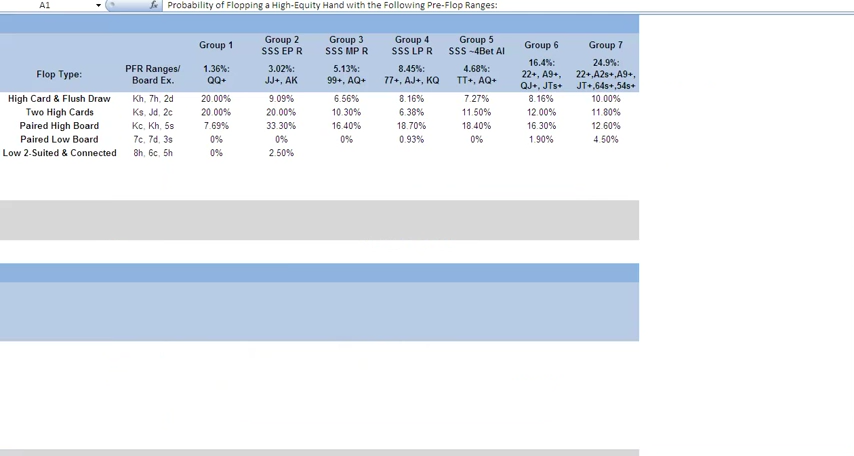 A1 fx Probability of Flopping a High-Equity Hand with the Following Pre-Flop Ranges:
Group 1 Group 2 Group 3 Group 4 Group 5 Group 6 Group 7
SSS EP R SSS MP R SSS LP R SSS ~4Bet AI
Flop Type: PFR Ranges/ 1.36%: 3.02%: 5.13%: 8.45%: 4.68%: 16.4%: 24.9%:
Board Ex. QQ+ JJ+, AK 99+, AQ+ 77+, AJ+, KQ TT+, AQ+ 22+, A9+, 22+,A2s+,A9+,
QJ+, JTs+ JT+,64s+,54s+
High Card & Flush Draw Kh, 7h, 2d 20.00% 9.09% 6.56% 8.16% 7.27% 8.16% 10.00%
Two High Cards Ks, Jd, 2c 20.00% 20.00% 10.30% 6.38% 11.50% 12.00% 11.80%
Paired High Board Kc, Kh, 5s 7.69% 33.30% 16.40% 18.70% 18.40% 16.30% 12.60%
Paired Low Board 7c, 7d, 3s 0% 0% 0% 0.93% 0% 1.90% 4.50%
Low 2-Suited & Connected 8h, 6c, 5h 0% 2.50%